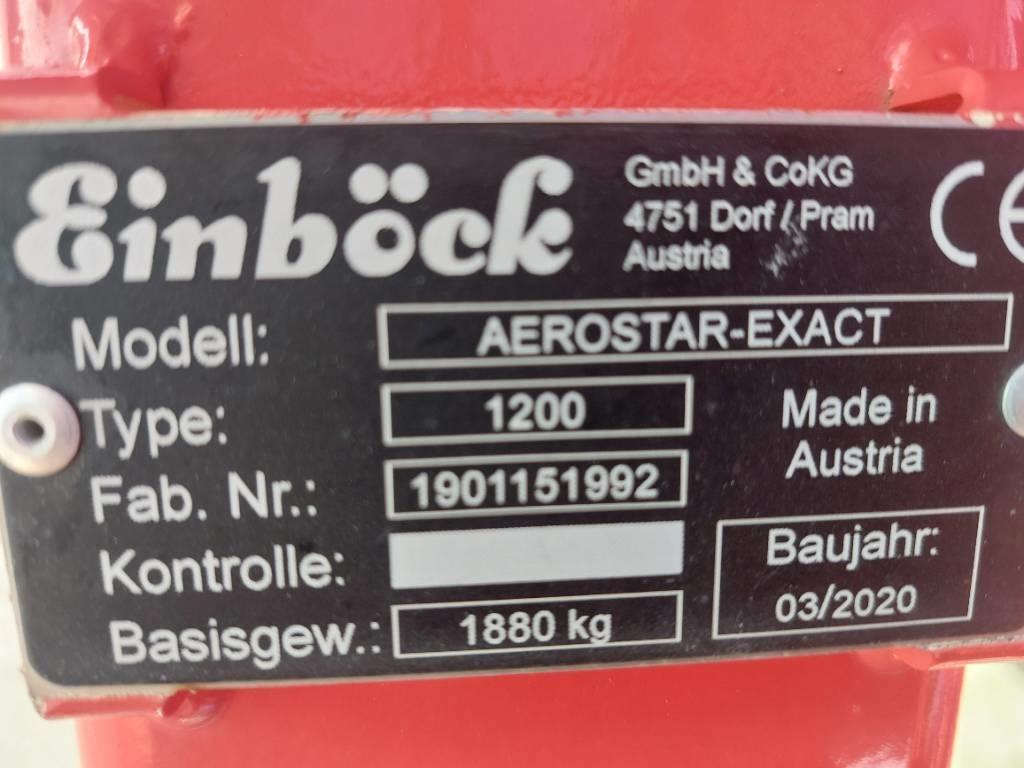 Einböck
GmbH & CoKG
4751 Dorf / Pram
Austria
CE
Modell: AEROSTAR-EXACT
Type: 1200
Fab. Nr.: 1901151992
Made in
Austria
Kontrolle:
Basisgew.: 1880 kg
Baujahr:
03/2020